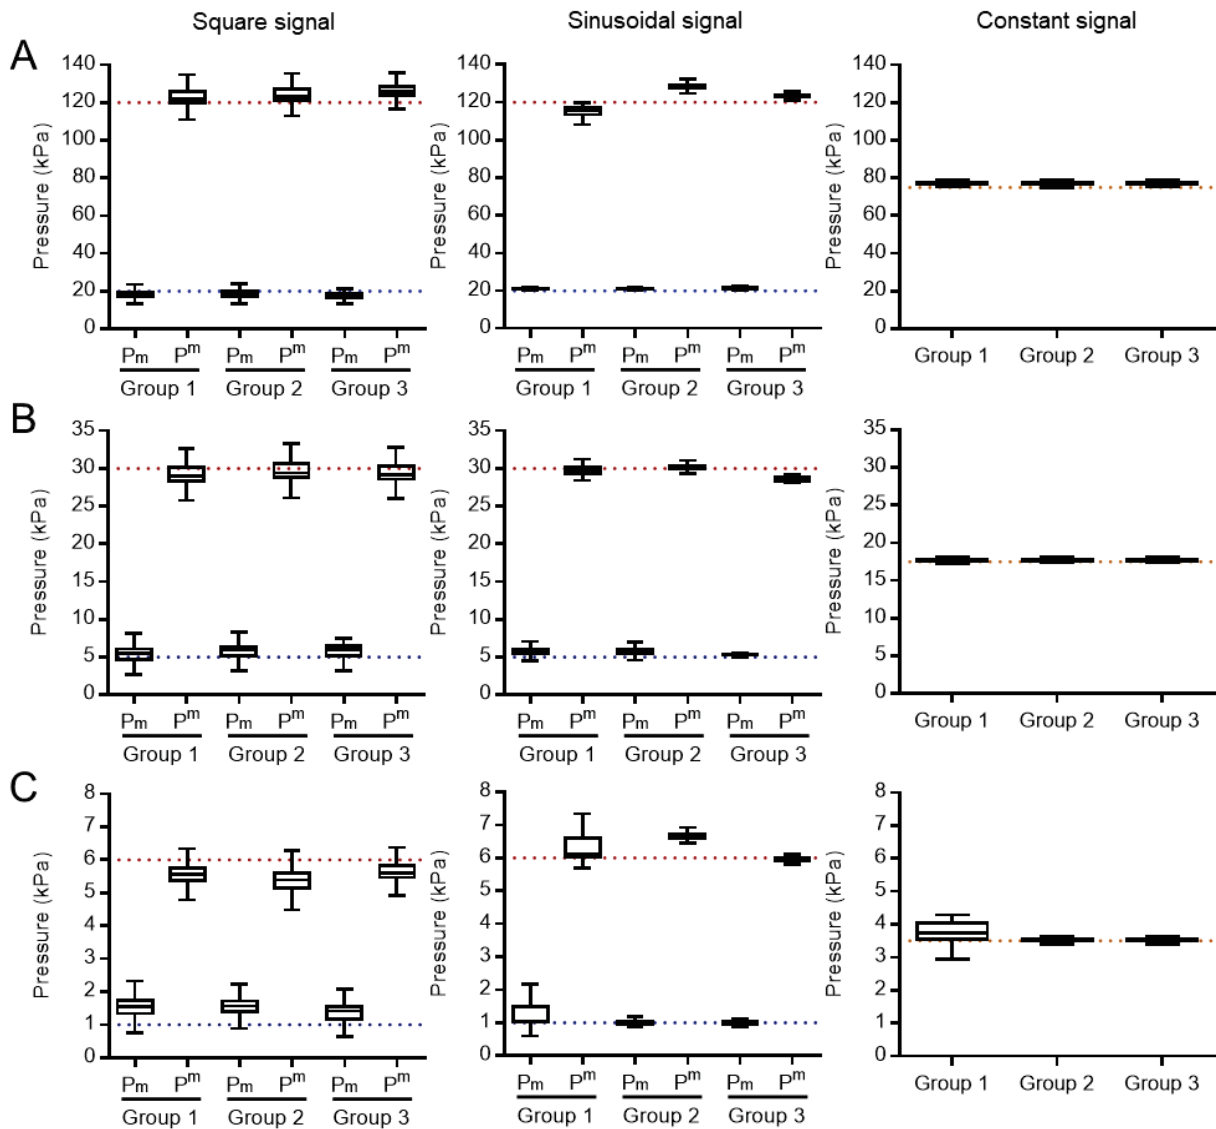 Square signal
Sinusoidal signal
Constant signal
A
Pressure (kPa)
140
120
100
80
60
40
20
0
Pm Pm Pm Pm Pm Pm
Group 1 Group 2 Group 3
Pressure (kPa)
140
120
100
80
60
40
20
0
Pm Pm Pm Pm Pm Pm
Group 1 Group 2 Group 3
Pressure (kPa)
140
120
100
80
60
40
20
0
Group 1 Group 2 Group 3
B
Pressure (kPa)
35
30
25
20
15
10
5
0
Pm Pm Pm Pm Pm Pm
Group 1 Group 2 Group 3
Pressure (kPa)
35
30
25
20
15
10
5
0
Pm Pm Pm Pm Pm Pm
Group 1 Group 2 Group 3
Pressure (kPa)
35
30
25
20
15
10
5
0
Group 1 Group 2 Group 3
C
Pressure (kPa)
8
7
6
5
4
3
2
1
0
Pm Pm Pm Pm Pm Pm
Group 1 Group 2 Group 3
Pressure (kPa)
8
7
6
5
4
3
2
1
0
Pm Pm Pm Pm Pm Pm
Group 1 Group 2 Group 3
Pressure (kPa)
8
7
6
5
4
3
2
1
0
Group 1 Group 2 Group 3